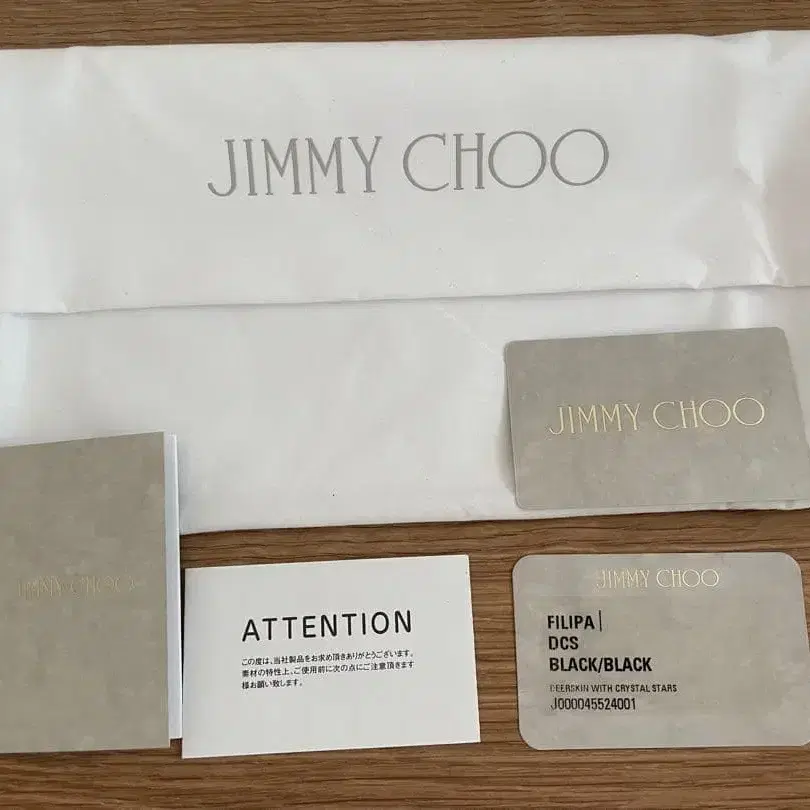 JIMMY CHOO
JIMMY CHOO
JIMMY CHOO
ATTENTION
この度は、当社製品をお求め頂きありがとうございます。
素材の特性上、ご使用前に次の点にご注意頂きます
様お願い致します。
JIMMY CHOO
FILIPA|
DCS
BLACK/BLACK
DEERSKIN WITH CRYSTAL STARS
J000045524001